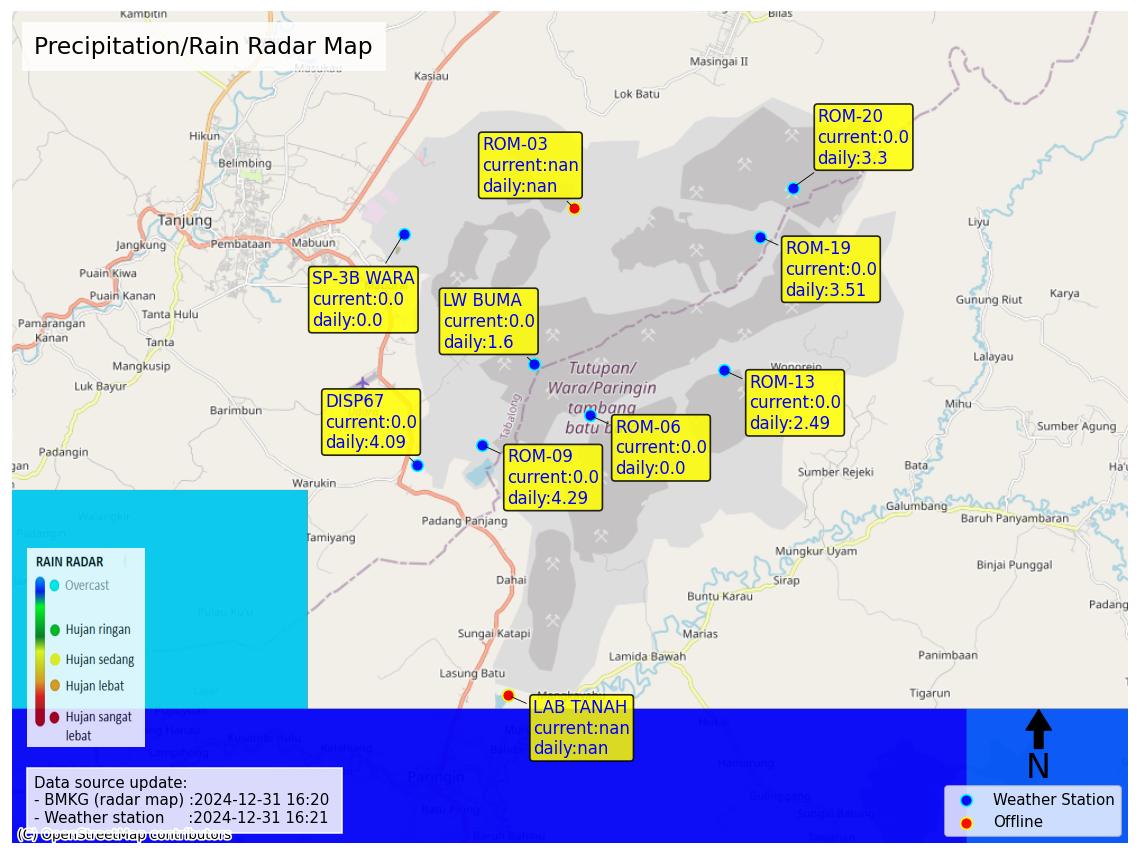 Kambitin
Bilas
Precipitation/Rain Radar Map
Masingai II
Kasiau
Lok Batu
ROM-20
current:0.0
daily:3.3
Hikun
ROM-03
current:nan
daily:nan
Belimbing
Tanjung
Liyu
Jangkung
Pembataan
Mabuun
ROM-19
current:0.0
daily:3.51
Puain Kiwa
SP-3B WARA
current:0.0
daily:0.0
Puain Kanan
LW BUMA
current:0.0
daily:1.6
Gunung Riut
Karya
Tanta Hulu
Pamarangan
Kanan
Tanta
Lalayau
Mangkusip
Tutupan/
Wara/Paringin
tambang
batu b
Wonorejo
Luk Bayur
ROM-13
current:0.0
daily:2.49
DISP67
current:0.0
daily:4.09
Tabalong
Mihu
Barimbun
ROM-06
current:0.0
daily:0.0
Sumber Agung
Padangin
ROM-09
current:0.0
daily:4.29
Bata
Sumber Rejeki
Warukin
Galumbang
Padang Panjang
Baruh Panyambaran
Tamiyang
Mungkur Uyam
Binjai Punggal
RAIN RADAR
Overcast
Hujan ringan
Hujan sedang
Hujan lebat
Hujan sangat
lebat
Dahai
Sirap
Buntu Karau
Padang
Sungai Katapi
Marias
Lamida Bawah
Panimbaan
Lasung Batu
Tigarun
LAB TANAH
current:nan
daily:nan
Paringin
N
Data source update:
- BMKG (radar map) :2024-12-31 16:20
- Weather station :2024-12-31 16:21
Weather Station
Offline
(C) OpenStreetMap contributors